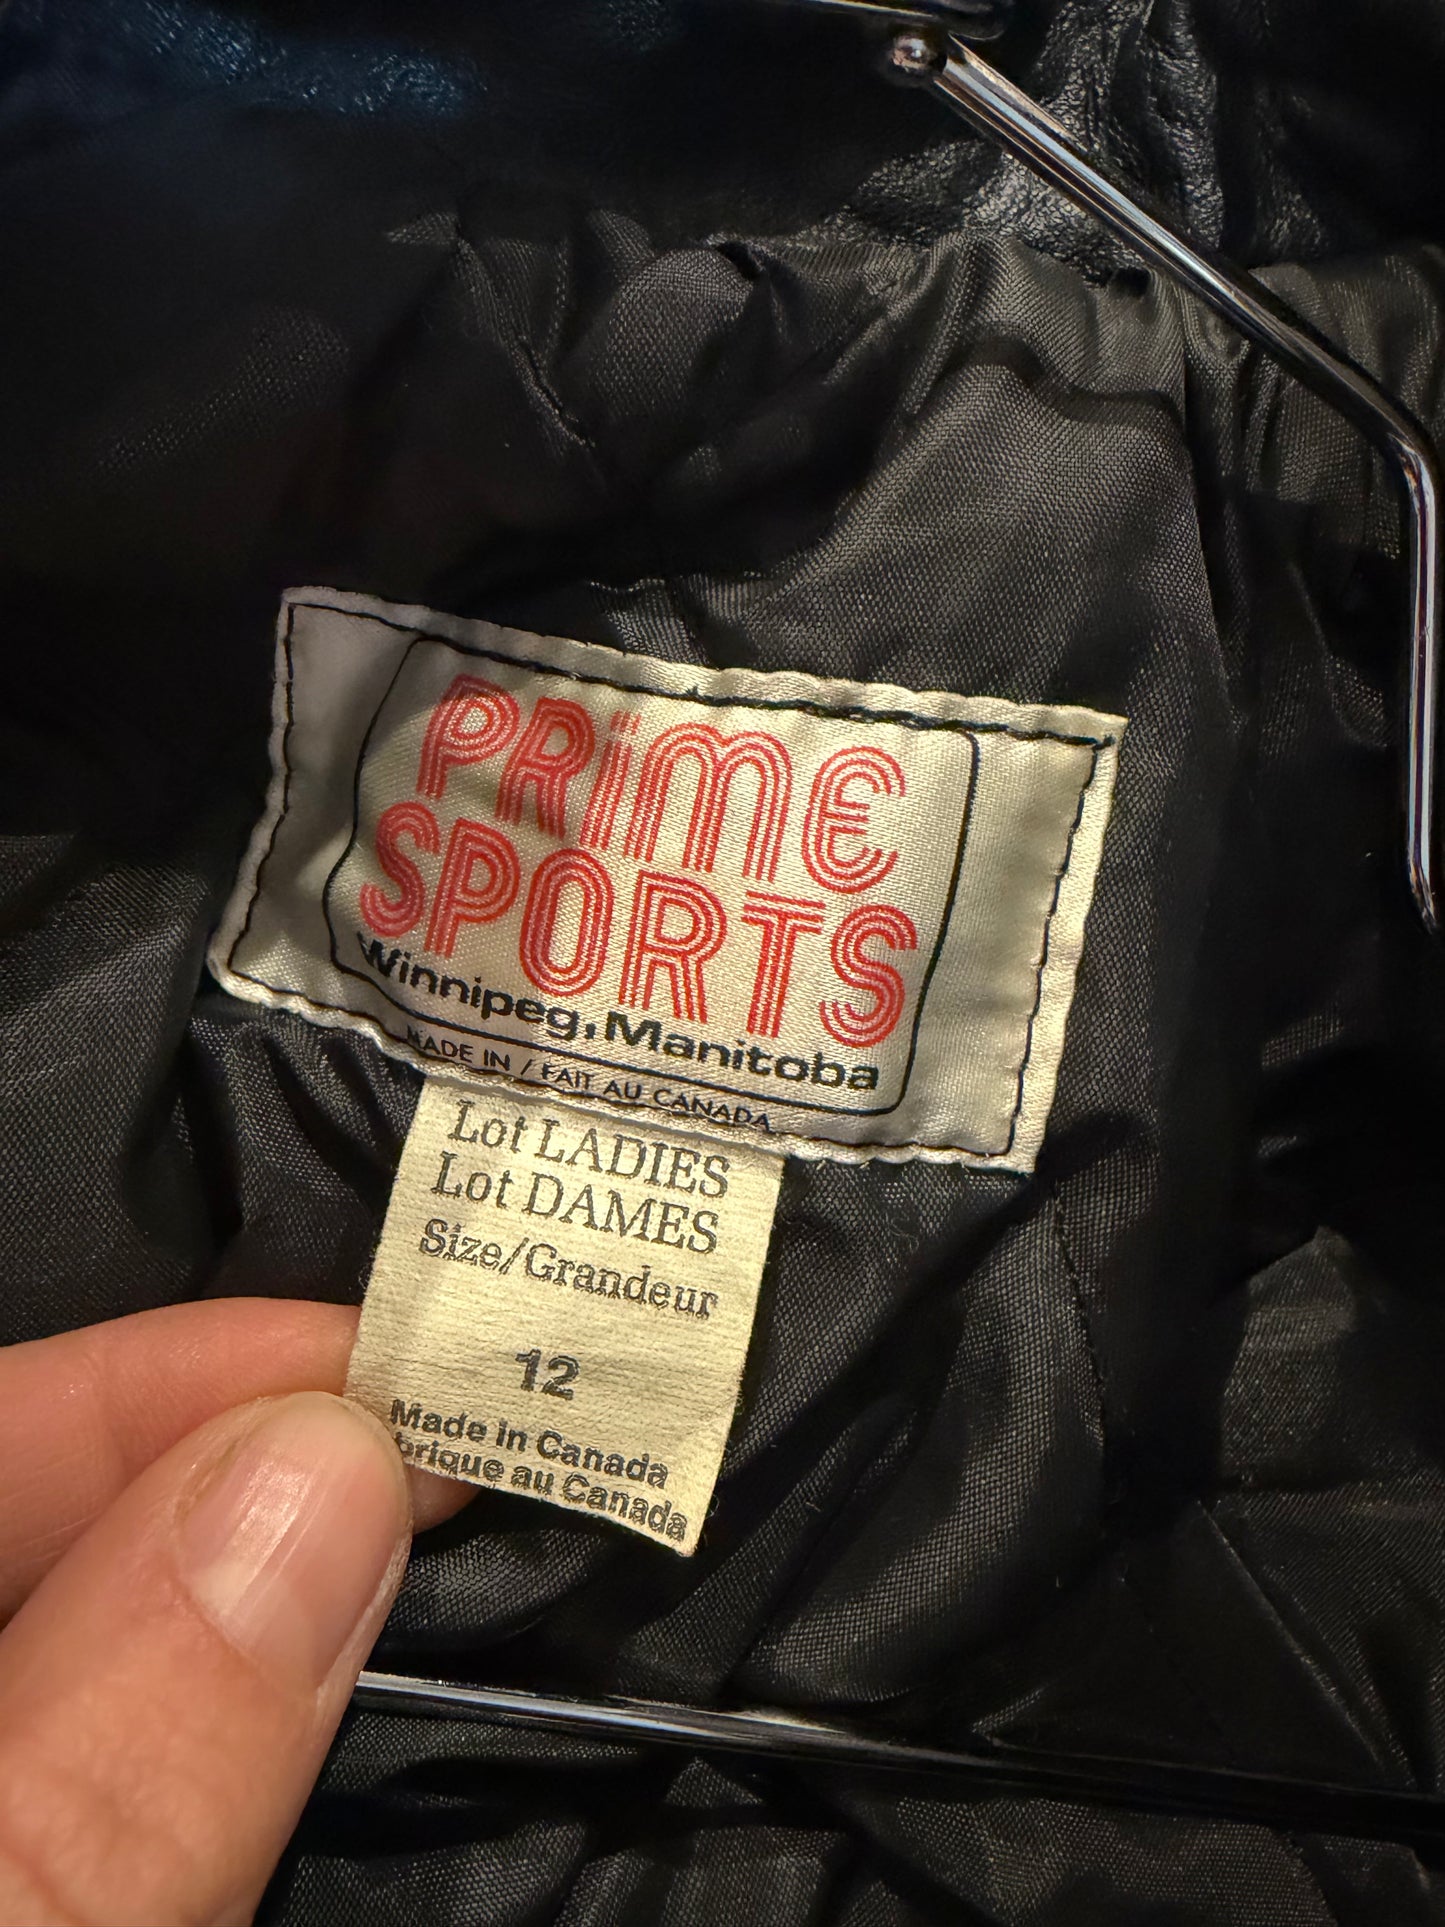 PRIME
SPORTS
Winnipeg, Manitoba
MADE IN / FAIT AU CANADA
Lot LADIES
Lot DAMES
Size/Grandeur
12
Made in Canada
brique au Canada